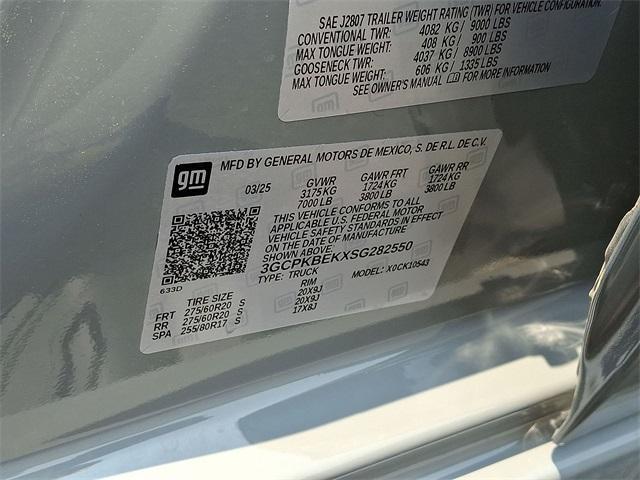 SAE J2807 TRAILER WEIGHT RATING (TWR) FOR VEHICLE CONFIGURATION.
CONVENTIONAL TWR: 4082 KG / 9000 LBS
MAX TONGUE WEIGHT: 408 KG / 900 LBS
GOOSENECK TWR: 4037 KG / 8900 LBS
MAX TONGUE WEIGHT: 606 KG / 1335 LBS
SEE OWNER'S MANUAL FOR MORE INFORMATION
gm
MFD BY GENERAL MOTORS DE MEXICO, S. DE R.L. DE C.V.
03/25 GVWR GAWR FRT GAWR RR
3175 KG 1724 KG 1724 KG
7000 LB 3800 LB 3800 LB
THIS VEHICLE CONFORMS TO ALL
APPLICABLE U.S. FEDERAL MOTOR
VEHICLE SAFETY STANDARDS IN EFFECT
ON THE DATE OF MANUFACTURE
SHOWN ABOVE.
3GCPKBEKXSG282550
TYPE: TRUCK MODEL: X0CK10543
633D
TIRE SIZE RIM
FRT 275/60R20 S 20X9J
RR 275/60R20 S 20X9J
SPA 255/80R17 S 17X8J